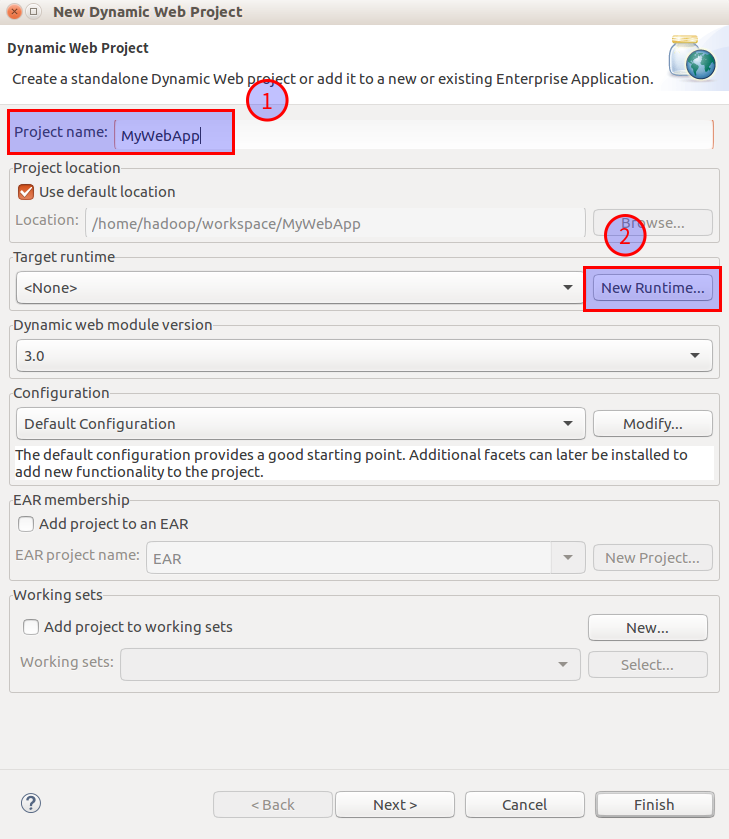 New Dynamic Web Project
Dynamic Web Project
Create a standalone Dynamic Web project or add it to a new or existing Enterprise Application.
1
Project name: MyWebApp
Project location
Use default location
Location: /home/hadoop/workspace/MyWebApp Browse...
2
Target runtime
<None> New Runtime...
Dynamic web module version
3.0
Configuration
Default Configuration Modify...
The default configuration provides a good starting point. Additional facets can later be installed to
add new functionality to the project.
EAR membership
Add project to an EAR
EAR project name: EAR New Project...
Working sets
Add project to working sets New...
Working sets: Select...
? < Back Next > Cancel Finish